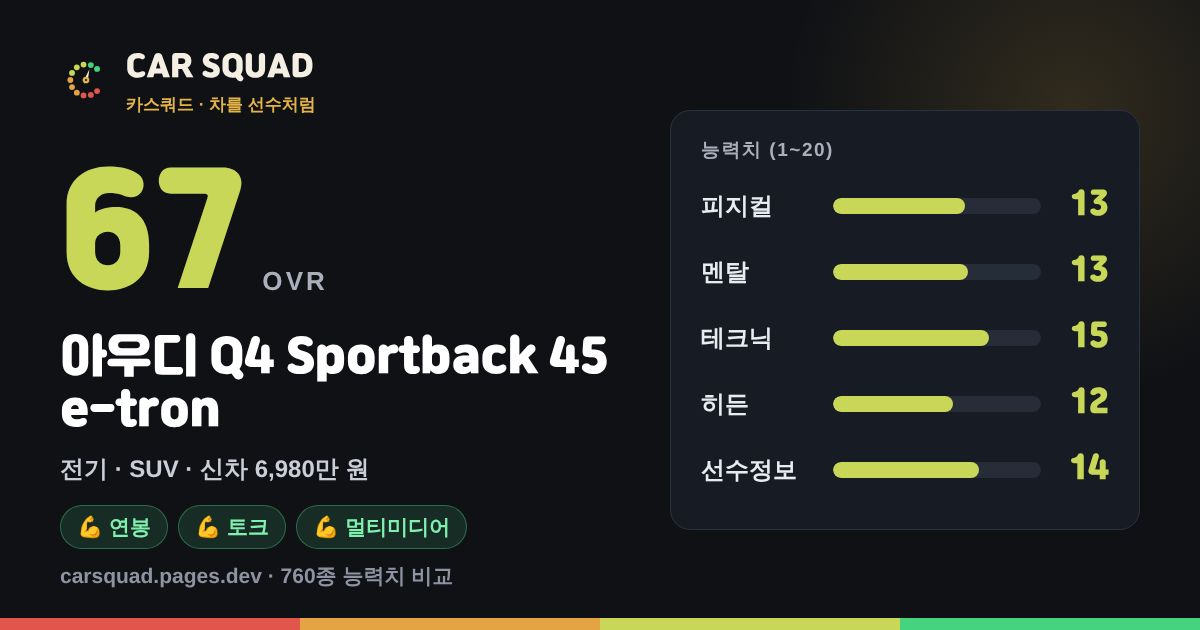 CAR SQUAD
카스쿼드 · 차를 선수처럼
67 OVR
아우디 Q4 Sportback 45
e-tron
전기 · SUV · 신차 6,980만 원
💪 연봉 💪 토크 💪 멀티미디어
carsquad.pages.dev · 760종 능력치 비교
능력치 (1~20)
피지컬 13
멘탈 13
테크닉 15
히든 12
선수정보 14